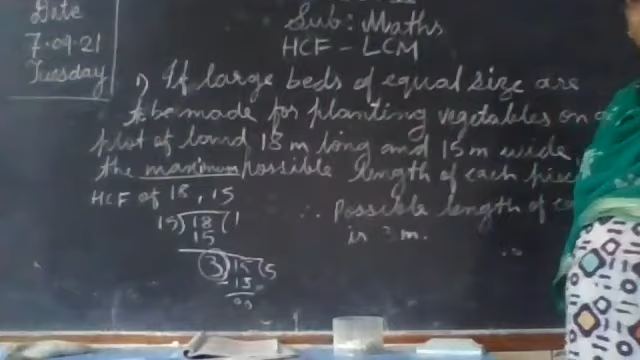 Date
7.09.21
Tuesday
Sub: Maths
HCF - LCM
1) If large beds of equal size are
to be made for planting vegetables on a
plot of land 18 m long and 15 m wide
the maximum possible length of each piece
HCF of 18, 15
15) 18 (1
15
3) 15 (5
15
00
∴ Possible length of
is 3 m.